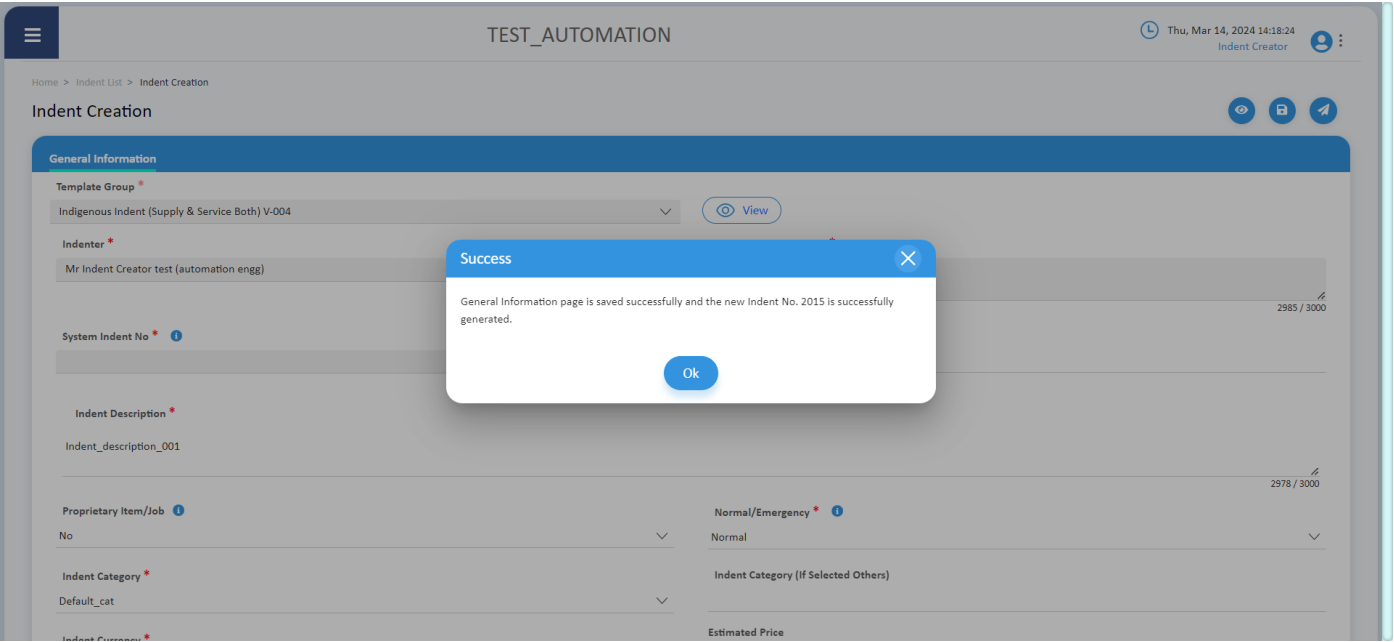 TEST_AUTOMATION
Thu, Mar 14, 2024 14:18:24
Indent Creator
Home > Indent List > Indent Creation
Indent Creation
General Information
Template Group *
Indigenous Indent (Supply & Service Both) V-004
View
Indenter *
*
Mr Indent Creator test (automation engg)
2985 / 3000
Success
General Information page is saved successfully and the new Indent No. 2015 is successfully
generated.
Ok
System Indent No *
Indent Description *
Indent_description_001
2978 / 3000
Proprietary Item/Job
Normal/Emergency *
No
Normal
Indent Category *
Indent Category (If Selected Others)
Default_cat
Indent Currency *
Estimated Price